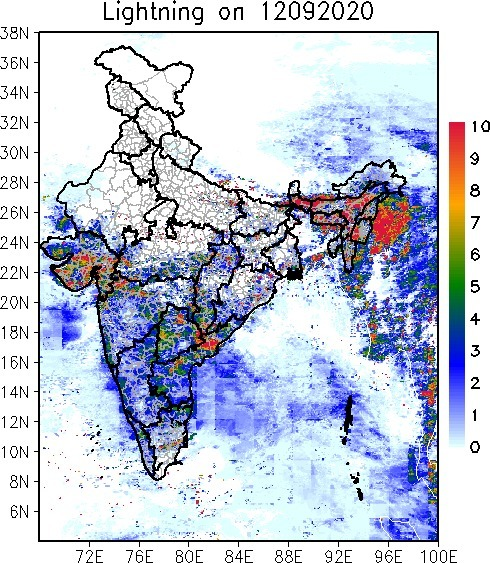 Lightning on 12092020
38N
36N
34N
32N
30N
28N
26N
24N
22N
20N
18N
16N
14N
12N
10N
8N
6N
72E 76E 80E 84E 88E 92E 96E 100E
10
9
8
7
6
5
4
3
2
1
0